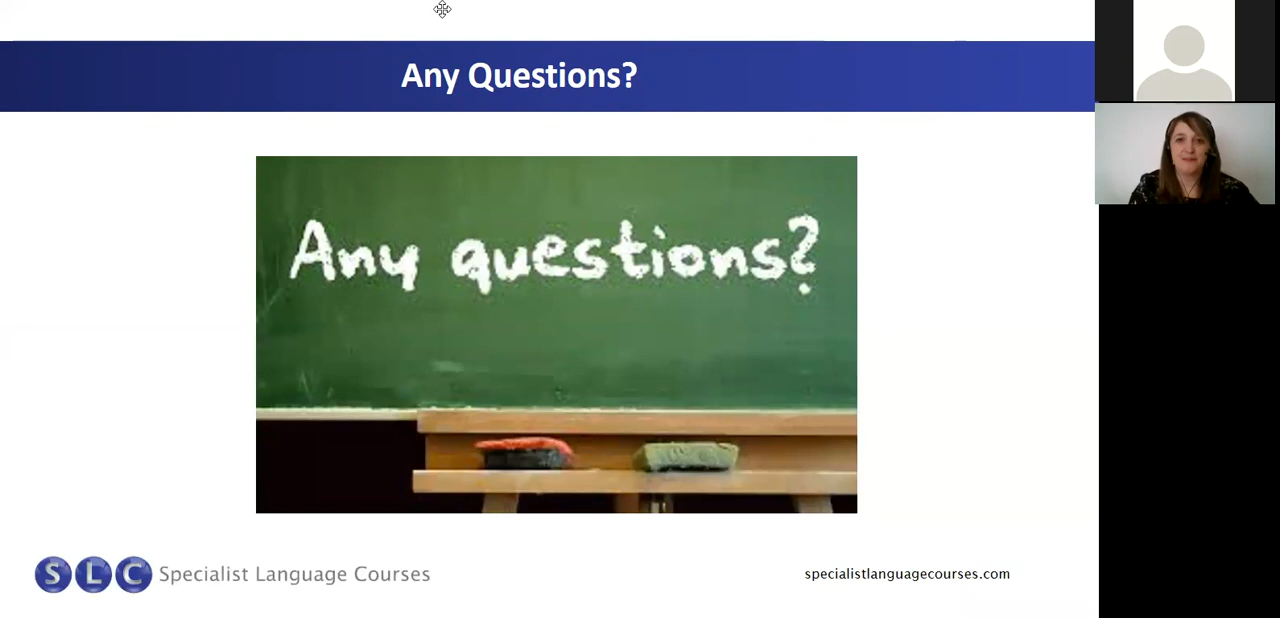 Any Questions?
Any questions?
SLC Specialist Language Courses
specialistlanguagecourses.com